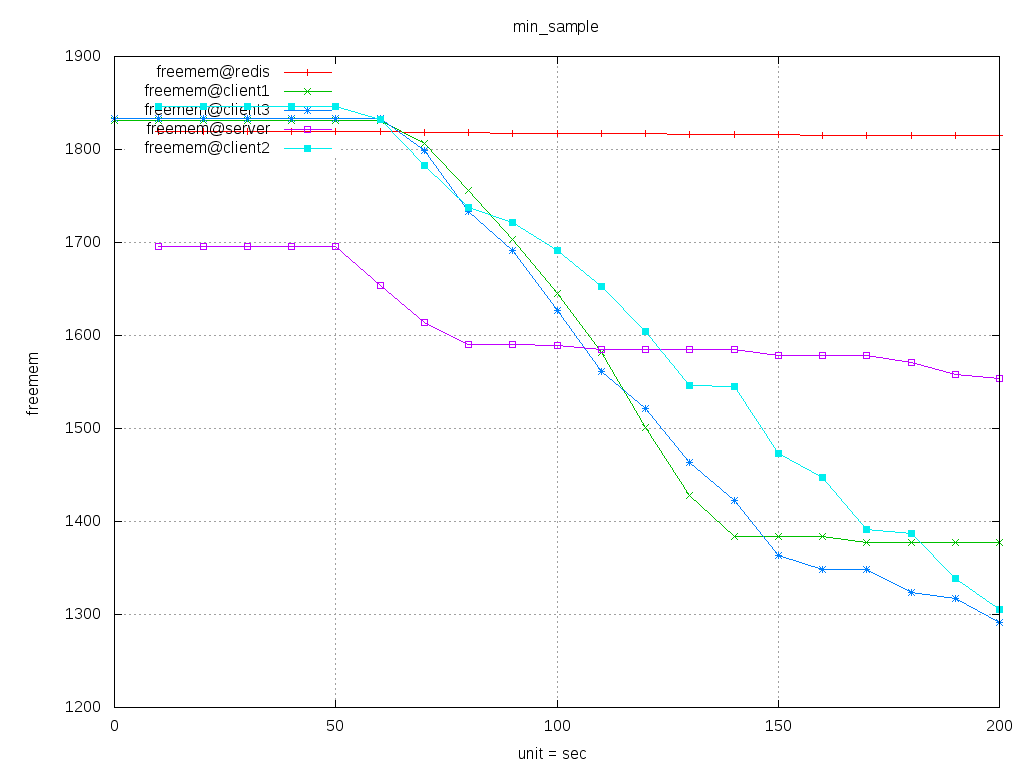 min_sample
1900
freemem@redis
freemem@client1
freemem@client3
freemem@server
freemem@client2
1800
1700
1600
1500
1400
1300
1200
freemem
0 50 100 150 200
unit = sec